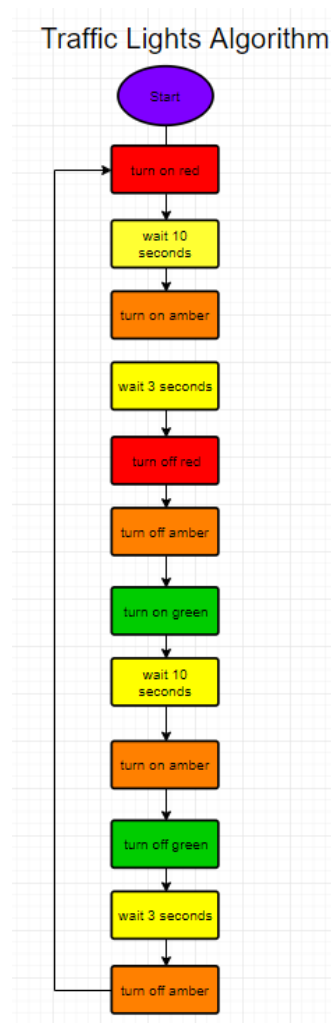 Traffic Lights Algorithm
Start
turn on red
wait 10
seconds
turn on amber
wait 3 seconds
turn off red
turn off amber
turn on green
wait 10
seconds
turn on amber
turn off green
wait 3 seconds
turn off amber